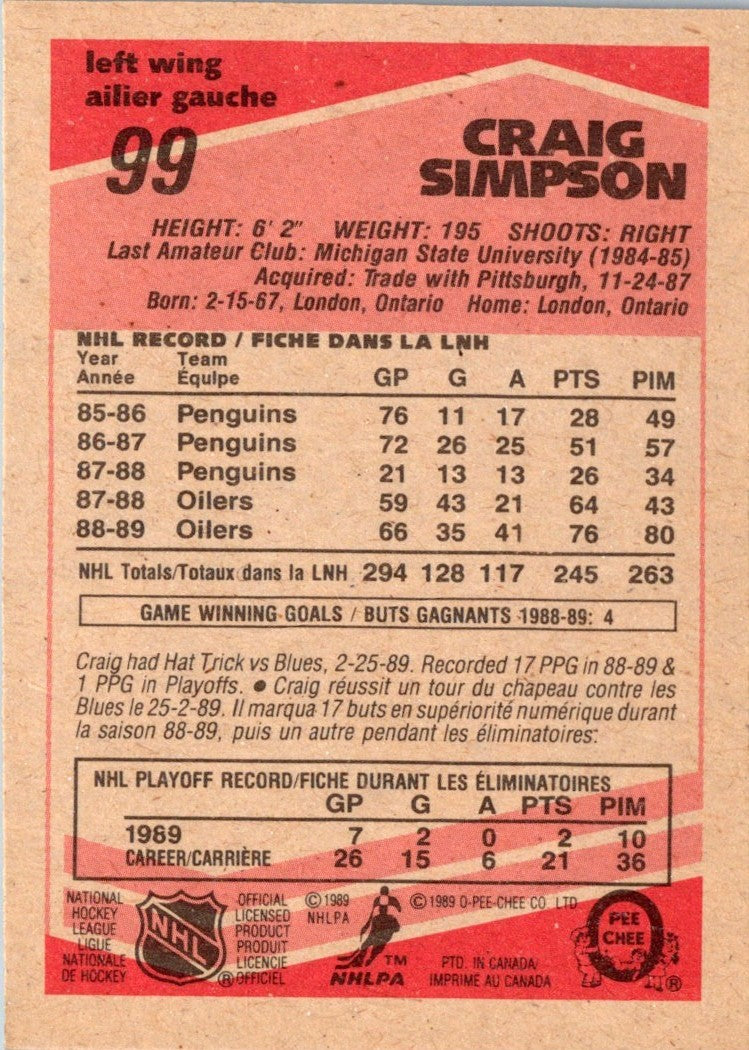 left wing
ailier gauche
99
CRAIG
SIMPSON
HEIGHT: 6' 2" WEIGHT: 195 SHOOTS: RIGHT
Last Amateur Club: Michigan State University (1984-85)
Acquired: Trade with Pittsburgh, 11-24-87
Born: 2-15-67, London, Ontario Home: London, Ontario
NHL RECORD / FICHE DANS LA LNH
Year Team
Année Équipe GP G A PTS PIM
85-86 Penguins 76 11 17 28 49
86-87 Penguins 72 26 25 51 57
87-88 Penguins 21 13 13 26 34
87-88 Oilers 59 43 21 64 43
88-89 Oilers 66 35 41 76 80
NHL Totals/Totaux dans la LNH 294 128 117 245 263
GAME WINNING GOALS / BUTS GAGNANTS 1988-89: 4
Craig had Hat Trick vs Blues, 2-25-89. Recorded 17 PPG in 88-89 &
1 PPG in Playoffs. ● Craig réussit un tour du chapeau contre les
Blues le 25-2-89. Il marqua 17 buts en supériorité numérique durant
la saison 88-89, puis un autre pendant les éliminatoires.
NHL PLAYOFF RECORD/FICHE DURANT LES ÉLIMINATOIRES
GP G A PTS PIM
1989 7 2 0 2 10
CAREER/CARRIÈRE 26 15 6 21 36
NATIONAL
HOCKEY
LEAGUE
LIGUE
NATIONALE
DE HOCKEY
NHL
OFFICIAL
LICENSED
PRODUCT
PRODUIT
LICENCIE
® OFFICIEL
© 1989
NHLPA
TM
NHLPA
© 1989 O-PEE-CHEE CO LTD
PTD. IN CANADA/
IMPRIME AU CANADA
O
PEE
CHEE
®